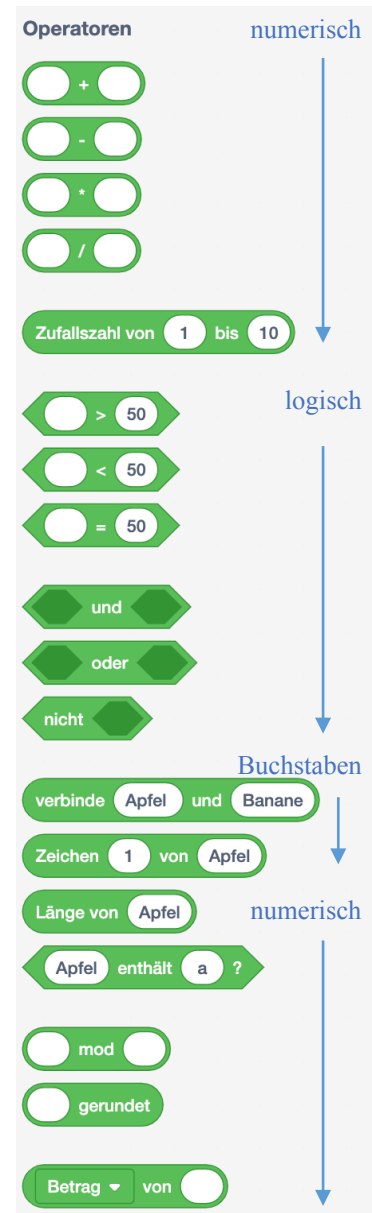 Operatoren numerisch
+
-
*
/
Zufallszahl von 1 bis 10
logisch
> 50
< 50
= 50
und
oder
nicht
Buchstaben
verbinde Apfel und Banane
Zeichen 1 von Apfel
Länge von Apfel numerisch
Apfel enthält a ?
mod
gerundet
Betrag von